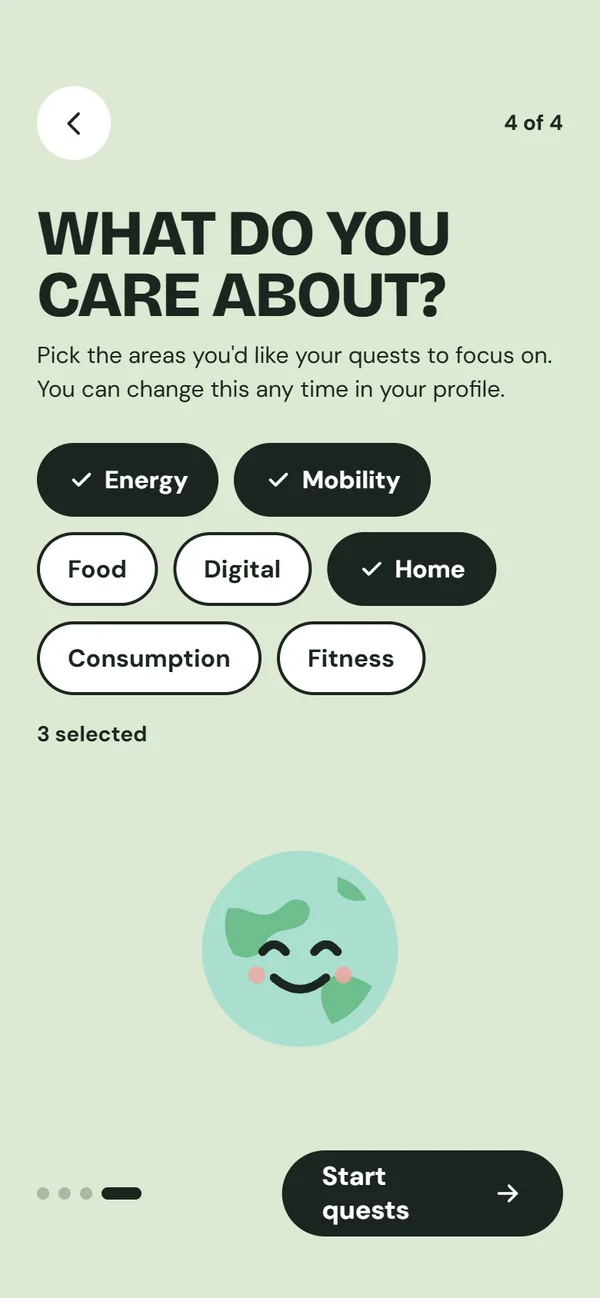 4 of 4
WHAT DO YOU
CARE ABOUT?
Pick the areas you'd like your quests to focus on.
You can change this any time in your profile.
Energy
Mobility
Food
Digital
Home
Consumption
Fitness
3 selected
Start
quests